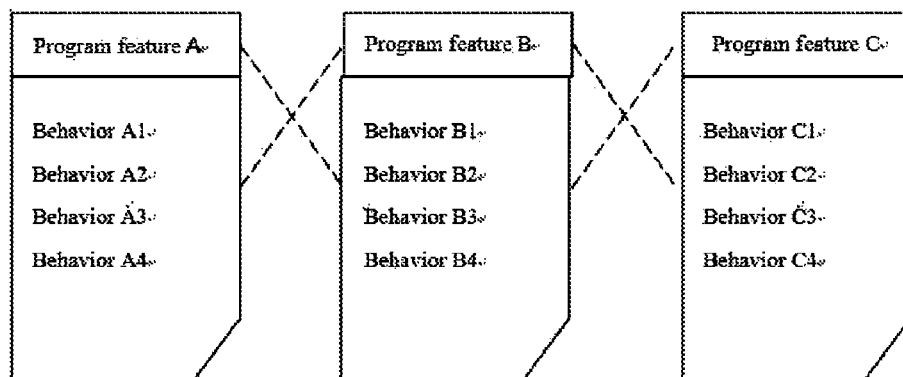 Program feature A
Behavior A1
Behavior A2
Behavior A3
Behavior A4
Program feature B
Behavior B1
Behavior B2
Behavior B3
Behavior B4
Program feature C
Behavior C1
Behavior C2
Behavior C3
Behavior C4